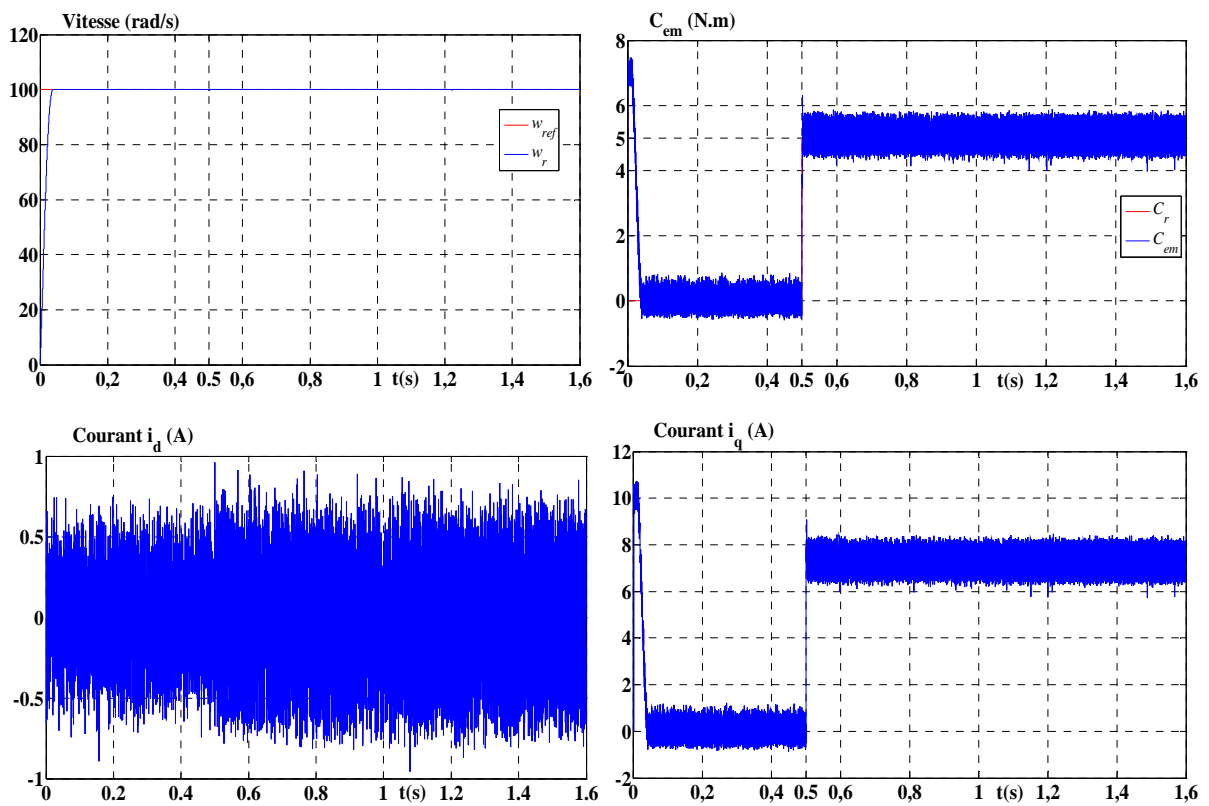 Vitesse (rad/s)
120
100
80
60
40
20
0
w_ref
w_r
0 0,2 0,4 0.5 0,6 0,8 1 t(s) 1,2 1,4 1,6
C_em (N.m)
8
6
4
2
0
-2
C_r
C_em
0 0,2 0,4 0.5 0,6 0,8 1 t(s) 1,2 1,4 1,6
Courant i_d (A)
1
0.5
0
-0.5
-1
0 0.2 0.4 0.6 0.8 1 t(s) 1.2 1.4 1.6
Courant i_q (A)
12
10
8
6
4
2
0
-2
0 0,2 0,4 0.5 0,6 0,8 1 t(s) 1,2 1,4 1,6